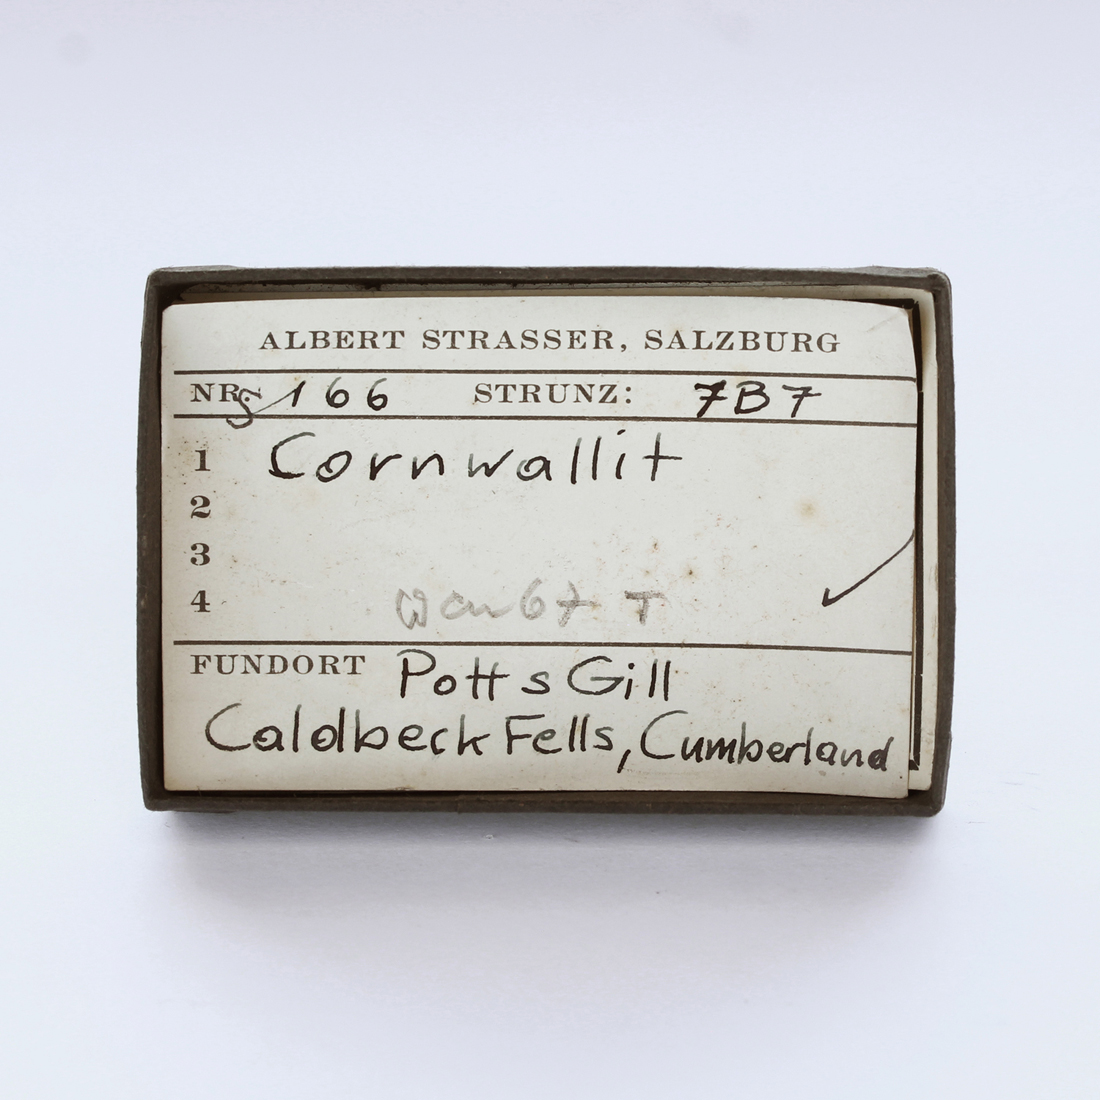 ALBERT STRASSER, SALZBURG
NR. S 166 STRUNZ: 7B7
1 Cornwallit
2
3
4 T
FUNDORT Potts Gill
Caldbeck Fells, Cumberland